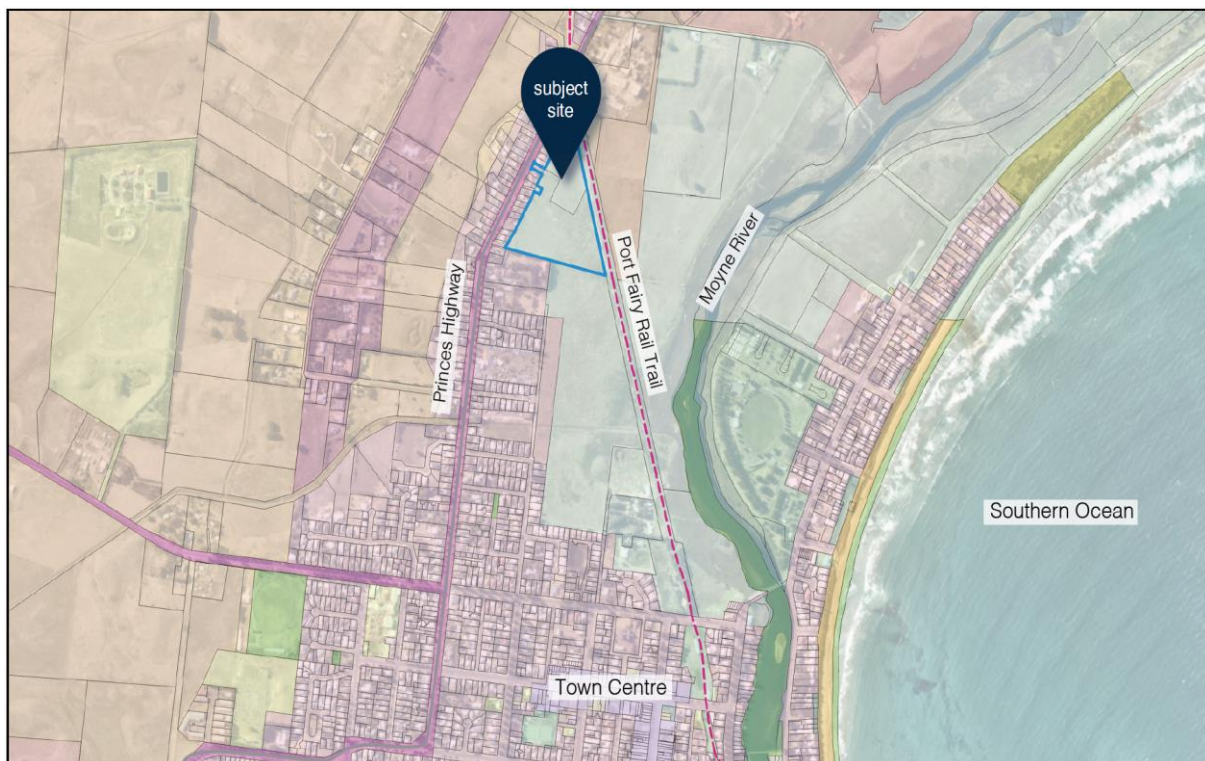 subject
site
Princes Highway
Port Fairy Rail Trail
Moyne River
Southern Ocean
Town Centre